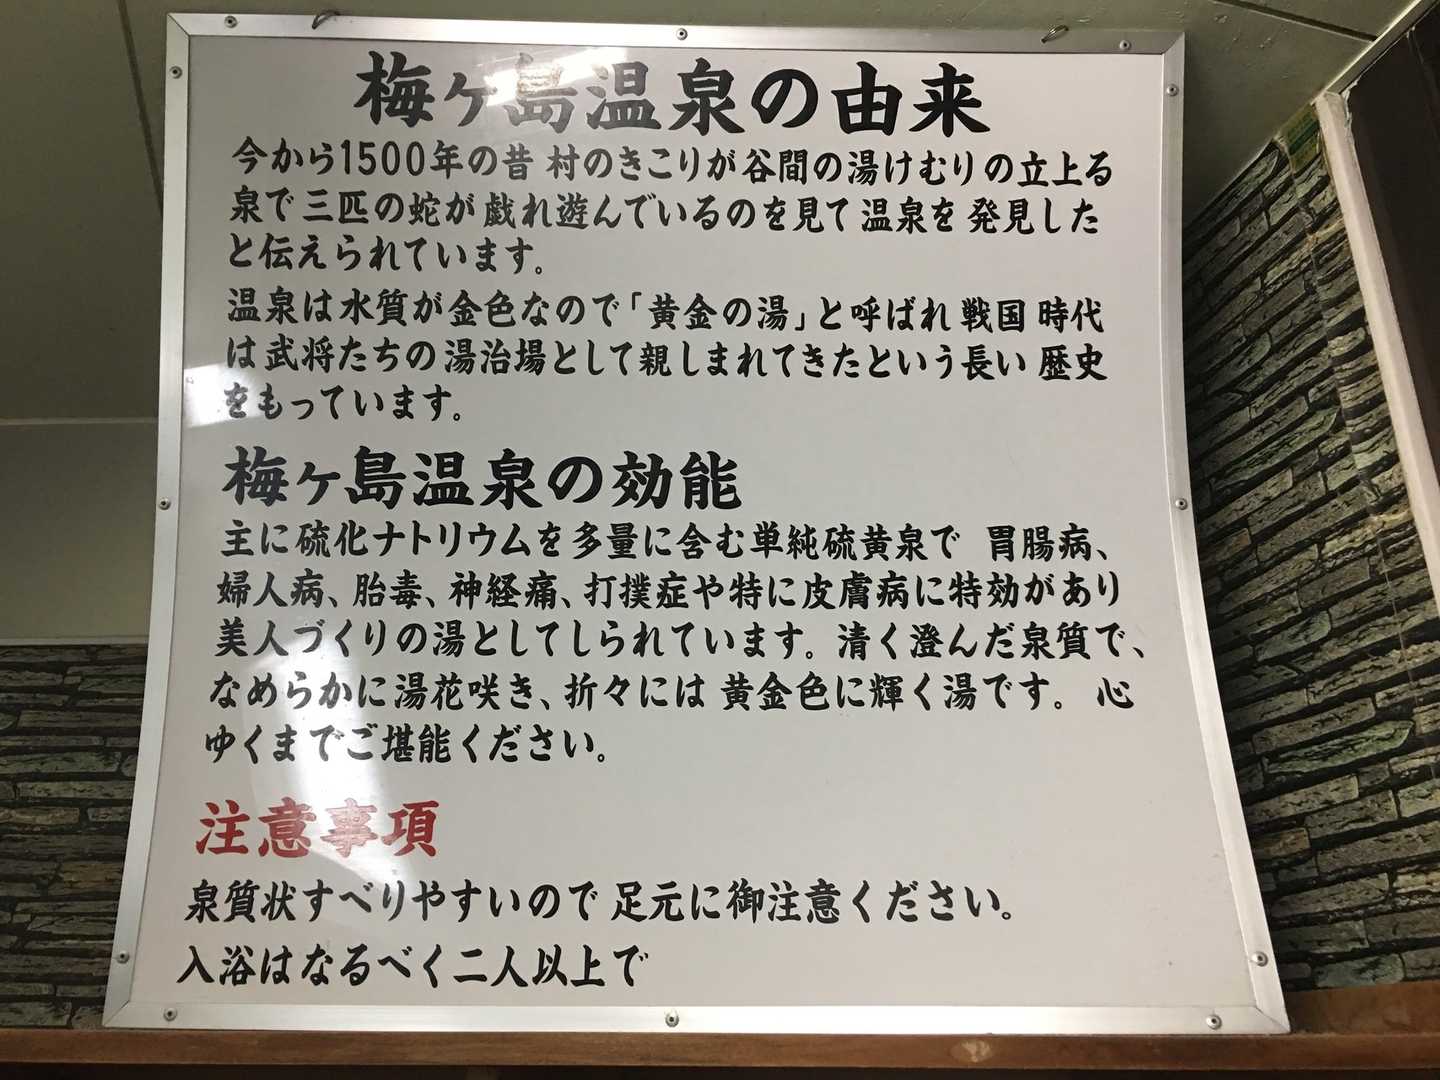 梅ヶ島温泉の由来
今から1500年の昔 村のきこりが谷間の湯けむりの立上る
泉で三匹の蛇が戯れ遊んでいるのを見て温泉を発見した
と伝えられています。
温泉は水質が金色なので「黄金の湯」と呼ばれ戦国時代
は武将たちの湯治場として親しまれてきたという長い歴史
をもっています。
梅ヶ島温泉の効能
主に硫化ナトリウムを多量に含む単純硫黄泉で 胃腸病、
婦人病、胎毒、神経痛、打撲症や特に皮膚病に特効があり
美人づくりの湯としてしられています。清く澄んだ泉質で、
なめらかに湯花咲き、折々には黄金色に輝く湯です。心
ゆくまでご堪能ください。
注意事項
泉質状すべりやすいので足元に御注意ください。
入浴はなるべく二人以上で